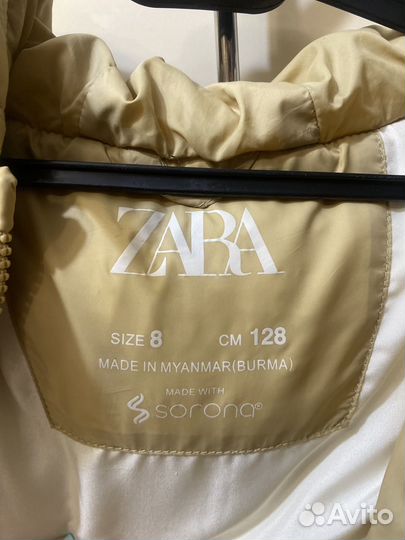 ZARA
SIZE 8 CM 128
MADE IN MYANMAR(BURMA)
MADE WITH
sorona®
Avito